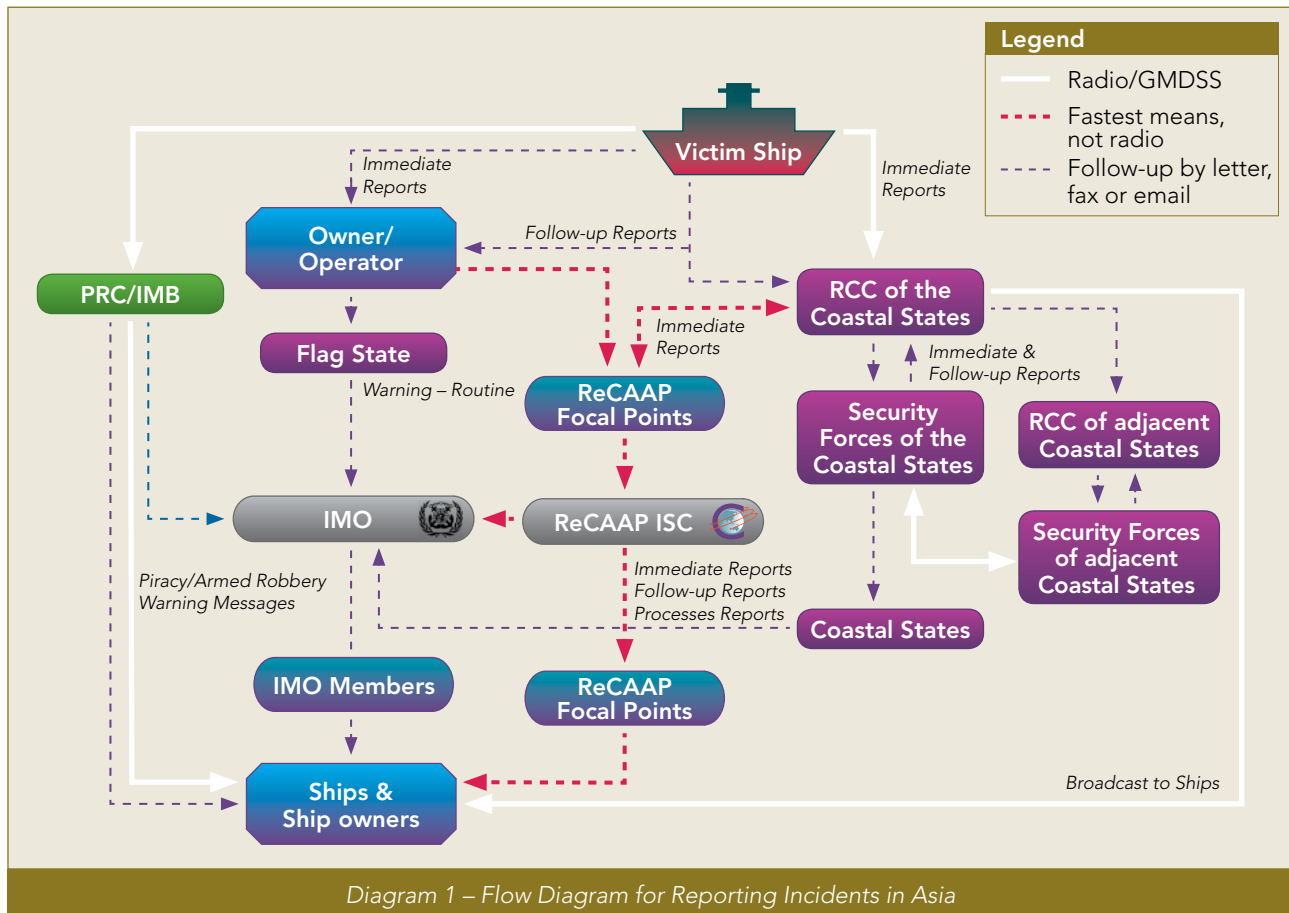 Legend
Radio/GMDSS
Fastest means,
not radio
Follow-up by letter,
fax or email
Victim Ship
Immediate
Reports
Immediate
Reports
Owner/
Operator
Follow-up Reports
PRC/IMB
RCC of the
Coastal States
Immediate
Reports
Flag State
Immediate &
Follow-up Reports
Warning – Routine
ReCAAP
Focal Points
Security
Forces of the
Coastal States
RCC of adjacent
Coastal States
IMO
ReCAAP ISC
Security Forces
of adjacent
Coastal States
Piracy/Armed Robbery
Warning Messages
Immediate Reports
Follow-up Reports
Processes Reports
Coastal States
IMO Members
ReCAAP
Focal Points
Ships &
Ship owners
Broadcast to Ships
Diagram 1 – Flow Diagram for Reporting Incidents in Asia